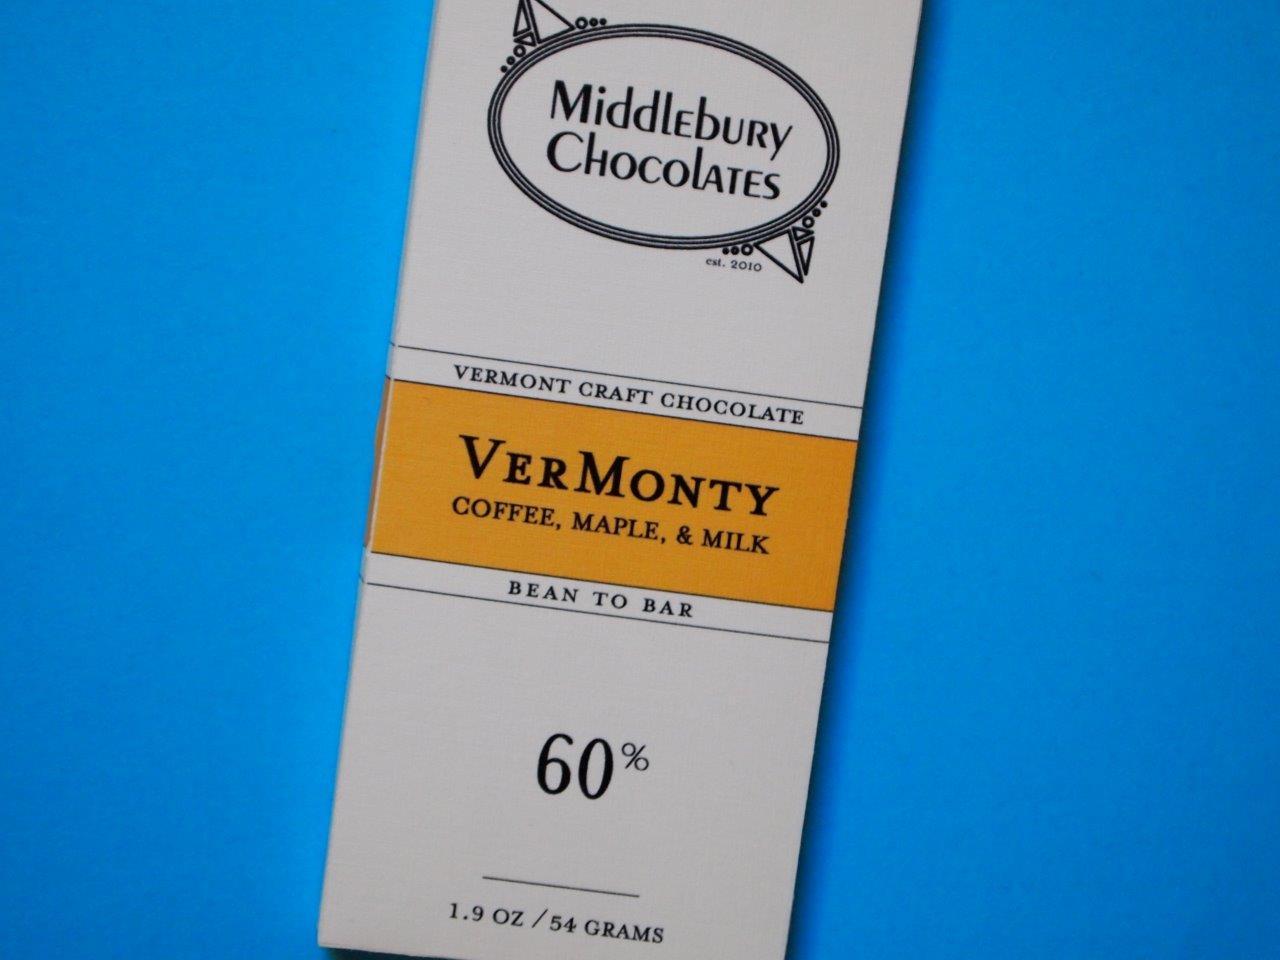 Middlebury
Chocolates
est. 2010
VERMONT CRAFT CHOCOLATE
VERMONTY
COFFEE, MAPLE, & MILK
BEAN TO BAR
60%
1.9 OZ / 54 GRAMS